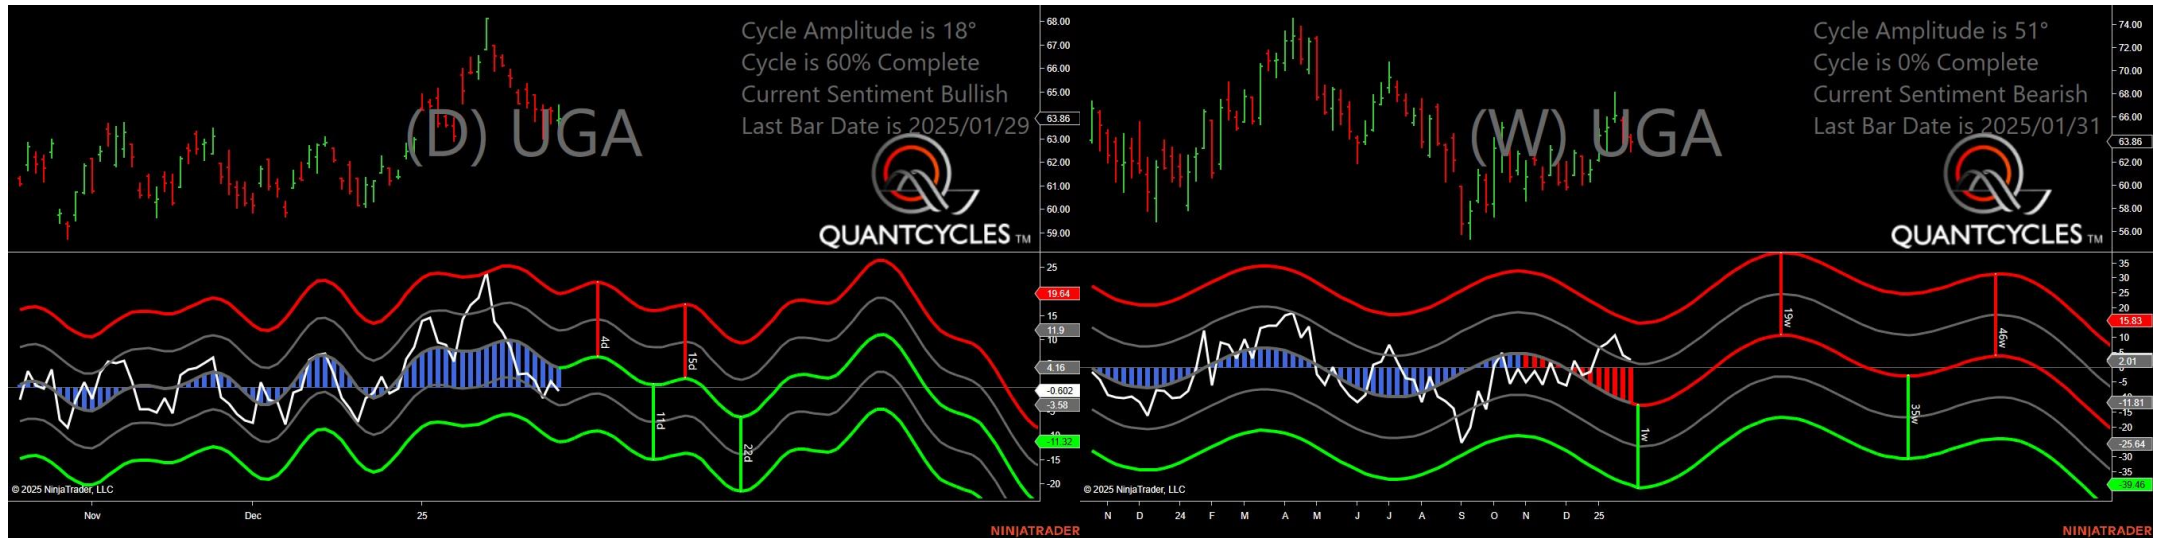 Cycle Amplitude is 18°
Cycle is 60% Complete
Current Sentiment Bullish
Last Bar Date is 2025/01/29
(D) UGA
QUANTCYCLES TM
68.00
67.00
66.00
65.00
63.86
63.00
62.00
61.00
60.00
59.00
25
19.64
15
11.9
10
4.16
-0.602
-3.58
-11.32
-15
-20
4d
15d
11d
22d
© 2025 NinjaTrader, LLC
Nov
Dec
25
NINJATRADER
Cycle Amplitude is 51°
Cycle is 0% Complete
Current Sentiment Bearish
Last Bar Date is 2025/01/31
(W) UGA
QUANTCYCLES TM
74.00
72.00
70.00
68.00
66.00
63.86
62.00
60.00
58.00
56.00
35
30
25
20
15.83
10
2.01
-5
-11.81
-15
-20
-25.64
-30
-35
-39.46
19w
46w
1w
35w
© 2025 NinjaTrader, LLC
N D 24 F M A M J J A S O N D 25
NINJATRADER